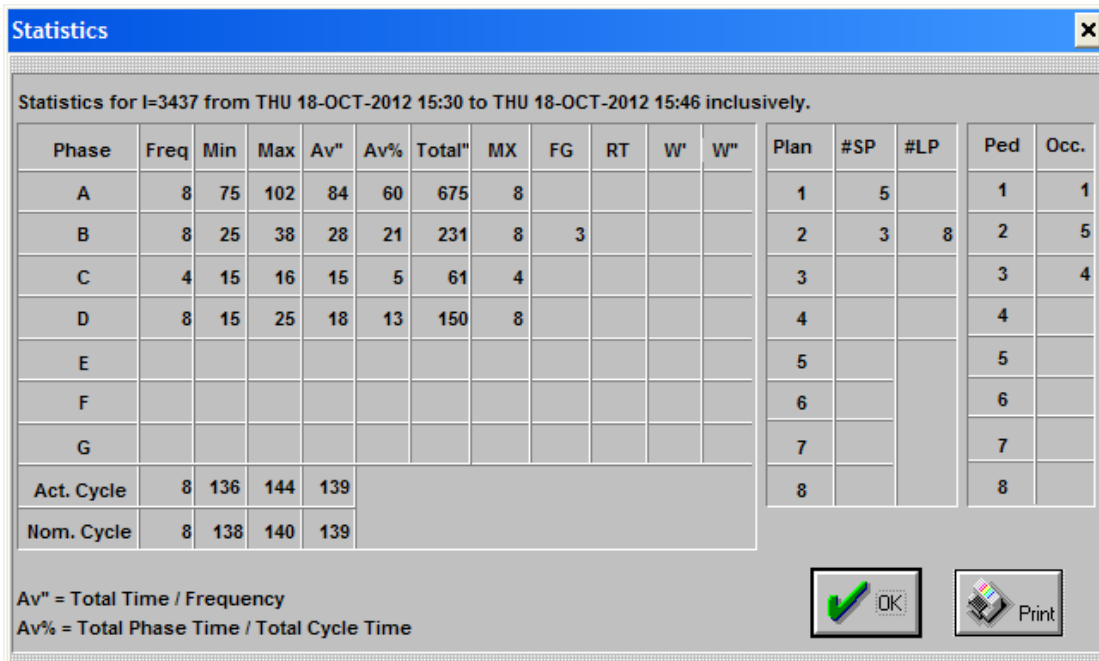 Statistics
Statistics for I=3437 from THU 18-OCT-2012 15:30 to THU 18-OCT-2012 15:46 inclusively.
Phase Freq Min Max Av" Av% Total" MX FG RT W' W" Plan #SP #LP Ped Occ.
A 8 75 102 84 60 675 8 1 5 1 1
B 8 25 38 28 21 231 8 3 2 3 8 2 5
C 4 15 16 15 5 61 4 3 3 4
D 8 15 25 18 13 150 8 4 4
E 5 5
F 6 6
G 7 7
Act. Cycle 8 136 144 139 8 8
Nom. Cycle 8 138 140 139
Av" = Total Time / Frequency
Av% = Total Phase Time / Total Cycle Time
OK
Print